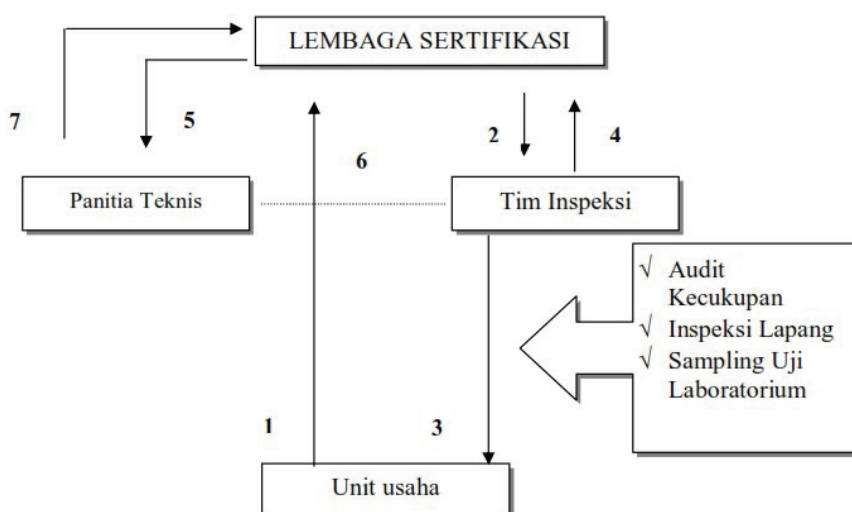 LEMBAGA SERTIFIKASI
7
5
6
2
4
Panitia Teknis
Tim Inspeksi
√ Audit
Kecukupan
√ Inspeksi Lapang
√ Sampling Uji
Laboratorium
1
3
Unit usaha